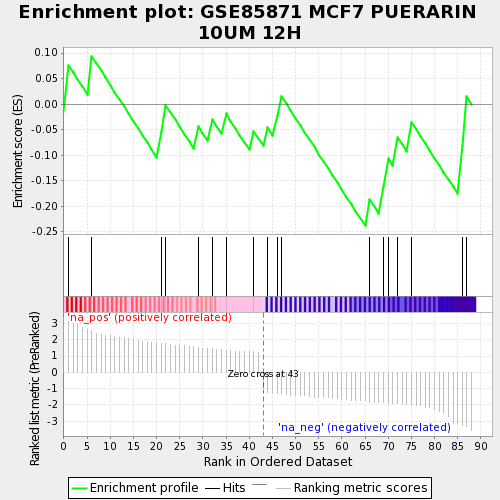 Enrichment plot: GSE85871 MCF7 PUERARIN
10UM 12H
Enrichment score (ES)
0.10
0.05
0.00
-0.05
-0.10
-0.15
-0.20
-0.25
'na_pos' (positively correlated)
Ranked list metric (PreRanked)
3
2
1
0
-1
-2
-3
Zero cross at 43
'na_neg' (negatively correlated)
0 5 10 15 20 25 30 35 40 45 50 55 60 65 70 75 80 85 90
Rank in Ordered Dataset
Enrichment profile Hits Ranking metric scores